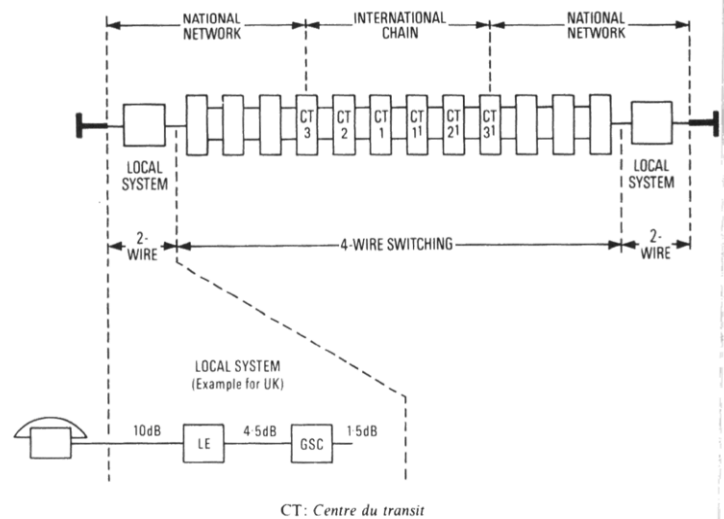 NATIONAL
NETWORK
INTERNATIONAL
CHAIN
NATIONAL
NETWORK
CT
3
CT
2
CT
1
CT
1¹
CT
2¹
CT
3¹
LOCAL
SYSTEM
LOCAL
SYSTEM
2-
WIRE
4-WIRE SWITCHING
2-
WIRE
LOCAL SYSTEM
(Example for UK)
10dB
LE
4·5dB
GSC
1·5dB
CT: Centre du transit